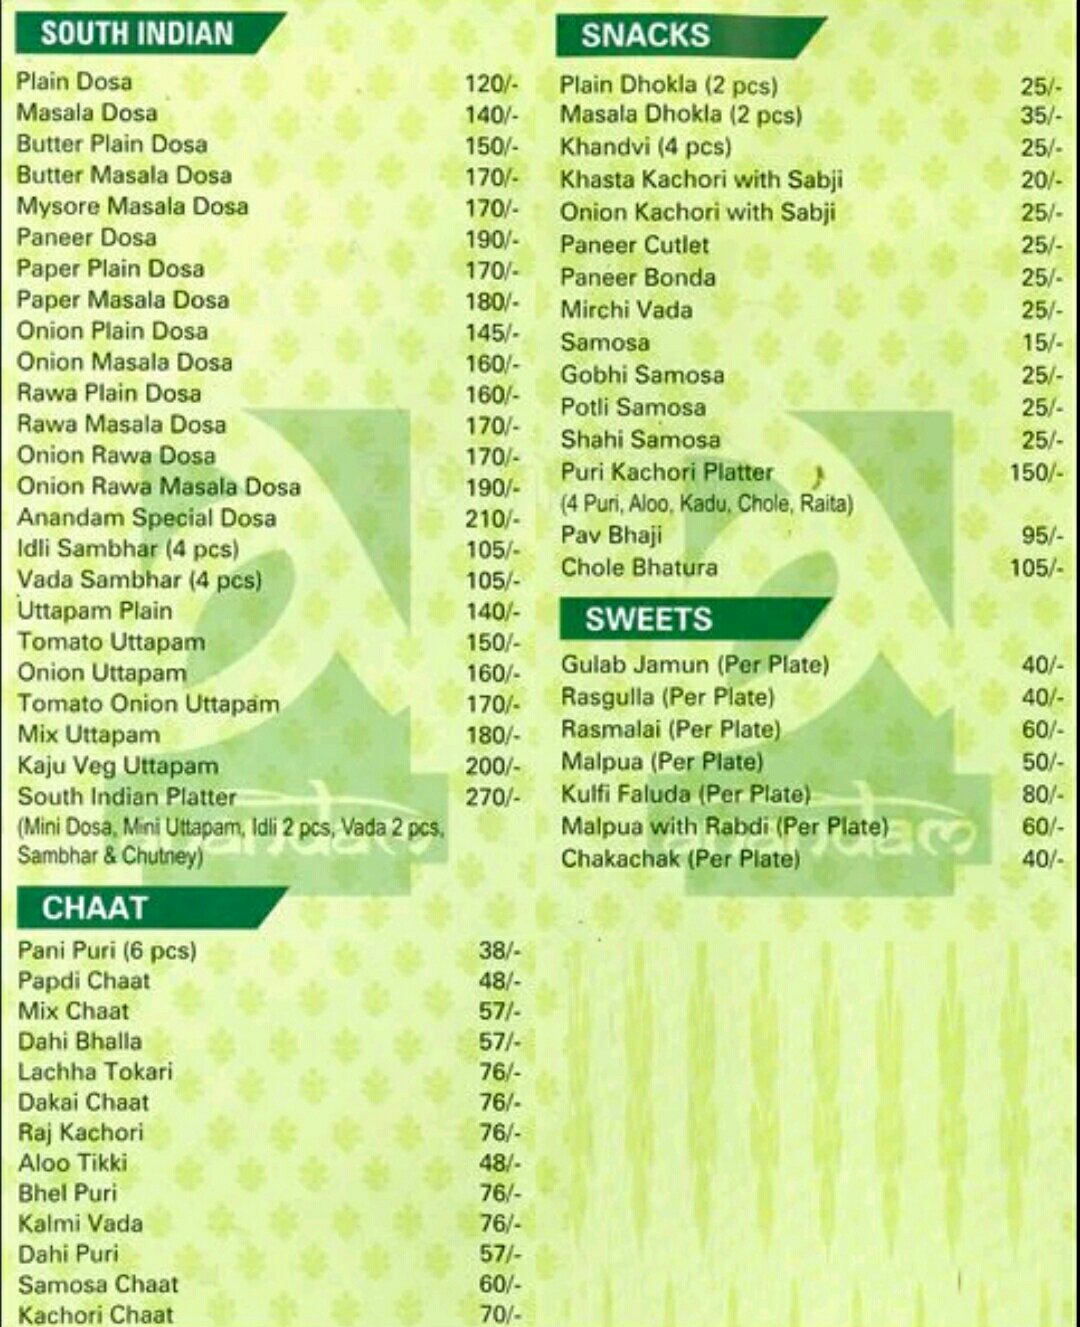 SOUTH INDIAN
Plain Dosa 120/-
Masala Dosa 140/-
Butter Plain Dosa 150/-
Butter Masala Dosa 170/-
Mysore Masala Dosa 170/-
Paneer Dosa 190/-
Paper Plain Dosa 170/-
Paper Masala Dosa 180/-
Onion Plain Dosa 145/-
Onion Masala Dosa 160/-
Rawa Plain Dosa 160/-
Rawa Masala Dosa 170/-
Onion Rawa Dosa 170/-
Onion Rawa Masala Dosa 190/-
Anandam Special Dosa 210/-
Idli Sambhar (4 pcs) 105/-
Vada Sambhar (4 pcs) 105/-
Uttapam Plain 140/-
Tomato Uttapam 150/-
Onion Uttapam 160/-
Tomato Onion Uttapam 170/-
Mix Uttapam 180/-
Kaju Veg Uttapam 200/-
South Indian Platter 270/-
(Mini Dosa, Mini Uttapam, Idli 2 pcs, Vada 2 pcs,
Sambhar & Chutney)
CHAAT
Pani Puri (6 pcs) 38/-
Papdi Chaat 48/-
Mix Chaat 57/-
Dahi Bhalla 57/-
Lachha Tokari 76/-
Dakai Chaat 76/-
Raj Kachori 76/-
Aloo Tikki 48/-
Bhel Puri 76/-
Kalmi Vada 76/-
Dahi Puri 57/-
Samosa Chaat 60/-
Kachori Chaat 70/-
SNACKS
Plain Dhokla (2 pcs) 25/-
Masala Dhokla (2 pcs) 35/-
Khandvi (4 pcs) 25/-
Khasta Kachori with Sabji 20/-
Onion Kachori with Sabji 25/-
Paneer Cutlet 25/-
Paneer Bonda 25/-
Mirchi Vada 25/-
Samosa 15/-
Gobhi Samosa 25/-
Potli Samosa 25/-
Shahi Samosa 25/-
Puri Kachori Platter 150/-
(4 Puri, Aloo, Kadu, Chole, Raita)
Pav Bhaji 95/-
Chole Bhatura 105/-
SWEETS
Gulab Jamun (Per Plate) 40/-
Rasgulla (Per Plate) 40/-
Rasmalai (Per Plate) 60/-
Malpua (Per Plate) 50/-
Kulfi Faluda (Per Plate) 80/-
Malpua with Rabdi (Per Plate) 60/-
Chakachak (Per Plate) 40/-